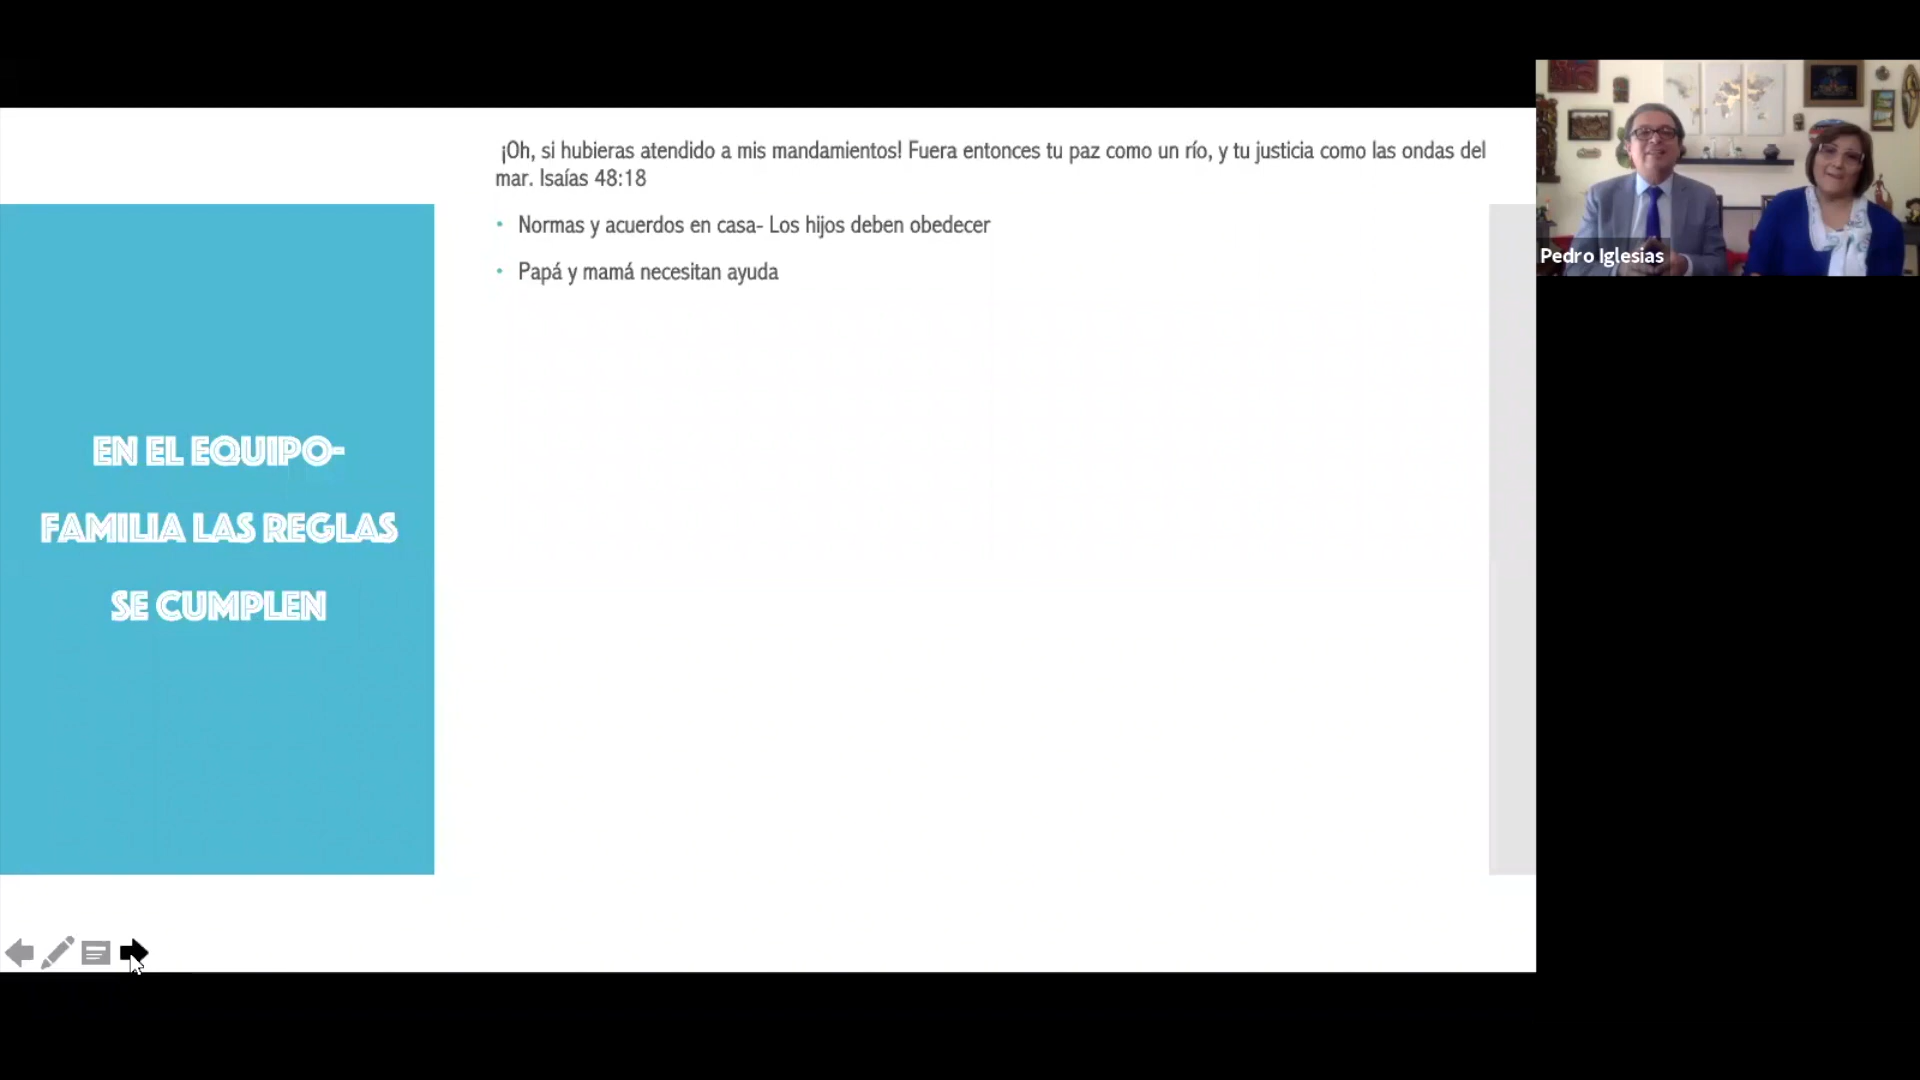 ¡Oh, si hubieras atendido a mis mandamientos! Fuera entonces tu paz como un río, y tu justicia como las ondas del
mar. Isaías 48:18
• Normas y acuerdos en casa- Los hijos deben obedecer
• Papá y mamá necesitan ayuda
EN EL EQUIPO-
FAMILIA LAS REGLAS
SE CUMPLEN
Pedro Iglesias